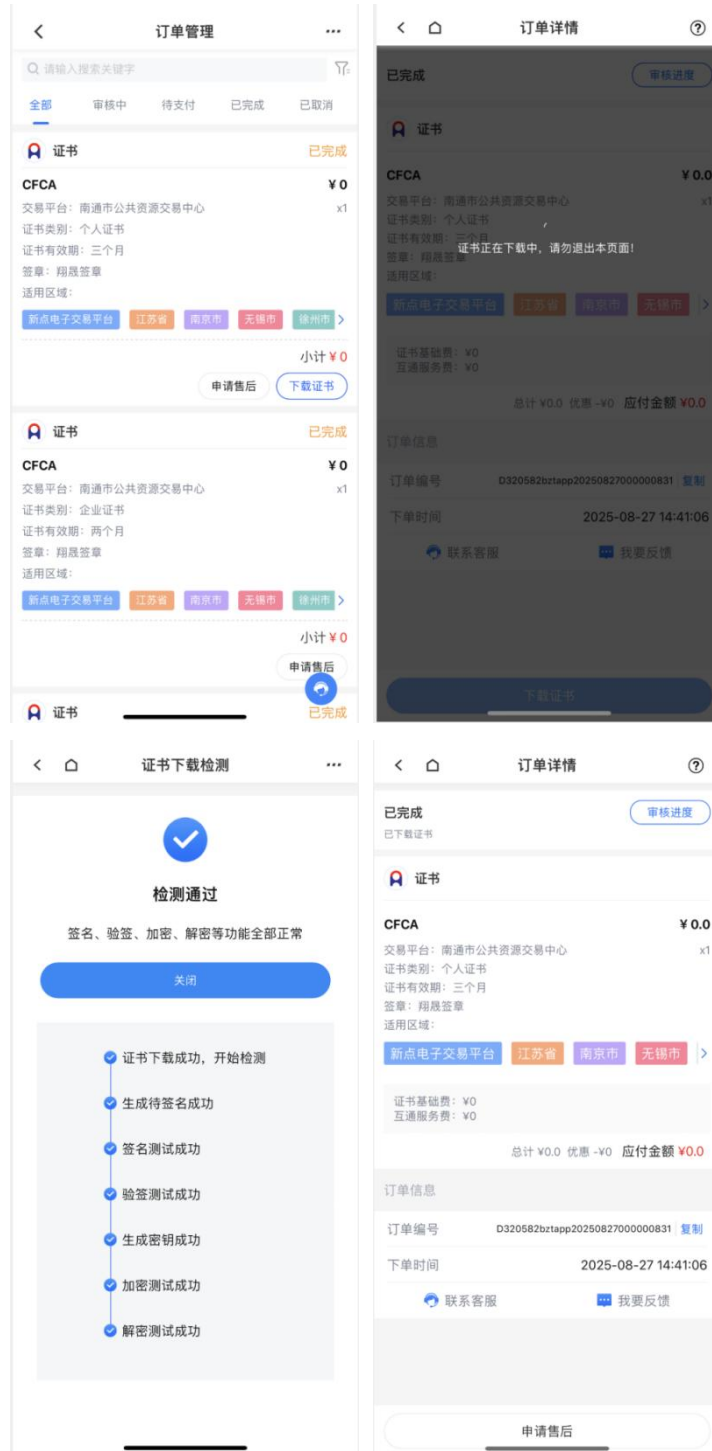 订单管理
请输入搜索关键字
全部 审核中 待支付 已完成 已取消
证书 已完成
CFCA ¥ 0
交易平台：南通市公共资源交易中心 x1
证书类别：个人证书
证书有效期：三个月
签章：翔晟签章
适用区域：
新点电子交易平台 江苏省 南京市 无锡市 徐州市
小计 ¥ 0
申请售后 下载证书
证书 已完成
CFCA ¥ 0
交易平台：南通市公共资源交易中心 x1
证书类别：企业证书
证书有效期：两个月
签章：翔晟签章
适用区域：
新点电子交易平台 江苏省 南京市 无锡市 徐州市
小计 ¥ 0
申请售后
证书 已完成
订单详情
已完成 审核进度
证书
CFCA ¥ 0.0
交易平台：南通市公共资源交易中心 x1
证书类别：个人证书
证书有效期：三个月
证书正在下载中，请勿退出本页面!
签章：翔晟签章
适用区域：
新点电子交易平台 江苏省 南京市 无锡市
证书基础费：¥0
互通服务费：¥0
总计 ¥0.0 优惠 -¥0 应付金额 ¥0.0
订单信息
订单编号 D320582bztapp20250827000000831 复制
下单时间 2025-08-27 14:41:06
联系客服 我要反馈
下载证书
证书下载检测
检测通过
签名、验签、加密、解密等功能全部正常
关闭
证书下载成功，开始检测
生成待签名成功
签名测试成功
验签测试成功
生成密钥成功
加密测试成功
解密测试成功
订单详情
已完成 审核进度
已下载证书
证书
CFCA ¥ 0.0
交易平台：南通市公共资源交易中心 x1
证书类别：个人证书
证书有效期：三个月
签章：翔晟签章
适用区域：
新点电子交易平台 江苏省 南京市 无锡市
证书基础费：¥0
互通服务费：¥0
总计 ¥0.0 优惠 -¥0 应付金额 ¥0.0
订单信息
订单编号 D320582bztapp20250827000000831 复制
下单时间 2025-08-27 14:41:06
联系客服 我要反馈
申请售后